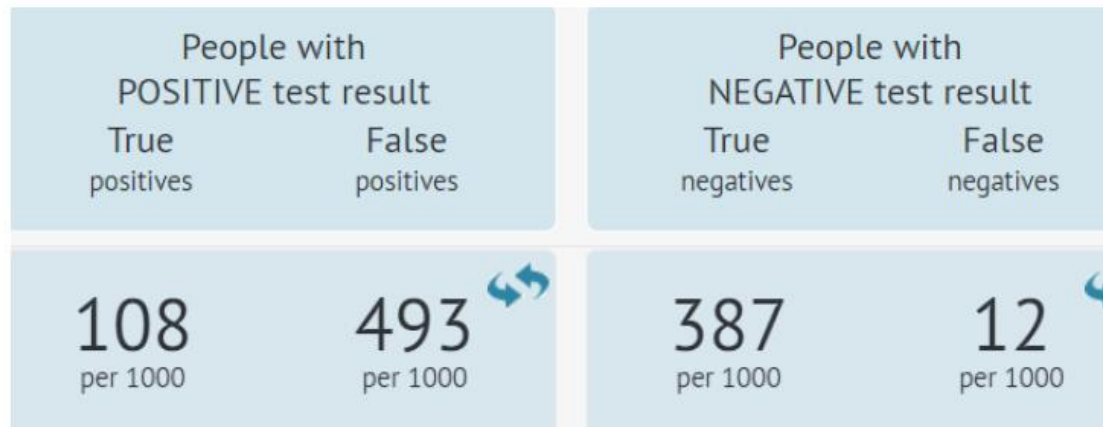 People with
POSITIVE test result
True False
positives positives
People with
NEGATIVE test result
True False
negatives negatives
108 493
per 1000 per 1000
387 12
per 1000 per 1000